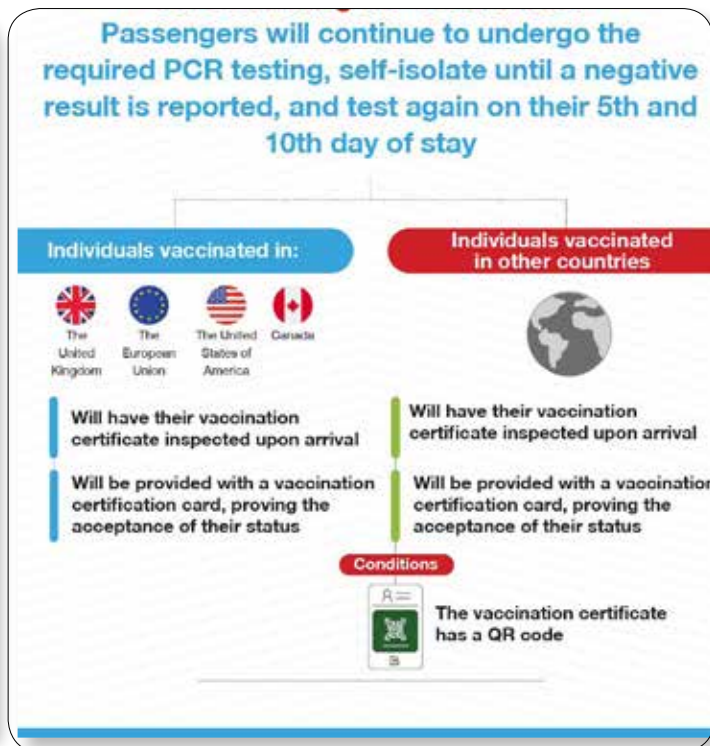 Passengers will continue to undergo the
required PCR testing, self-isolate until a negative
result is reported, and test again on their 5th and
10th day of stay
Individuals vaccinated in:
The
United
Kingdom
The
European
Union
The United
States of
America
Canada
Will have their vaccination
certificate inspected upon arrival
Will be provided with a vaccination
certification card, proving the
acceptance of their status
Individuals vaccinated
in other countries
Will have their vaccination
certificate inspected upon arrival
Will be provided with a vaccination
certification card, proving the
acceptance of their status
Conditions
The vaccination certificate
has a QR code